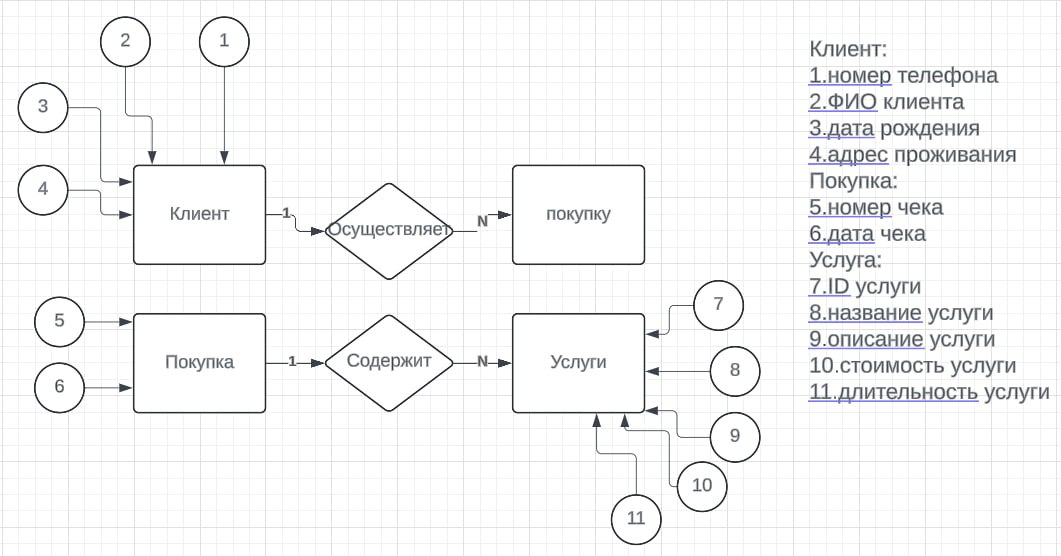 2
1
3
4
Клиент
1
Осуществляет
N
покупку
5
6
Покупка
1
Содержит
N
Услуги
7
8
9
10
11
Клиент:
1.номер телефона
2.ФИО клиента
3.дата рождения
4.адрес проживания
Покупка:
5.номер чека
6.дата чека
Услуга:
7.ID услуги
8.название услуги
9.описание услуги
10.стоимость услуги
11.длительность услуги